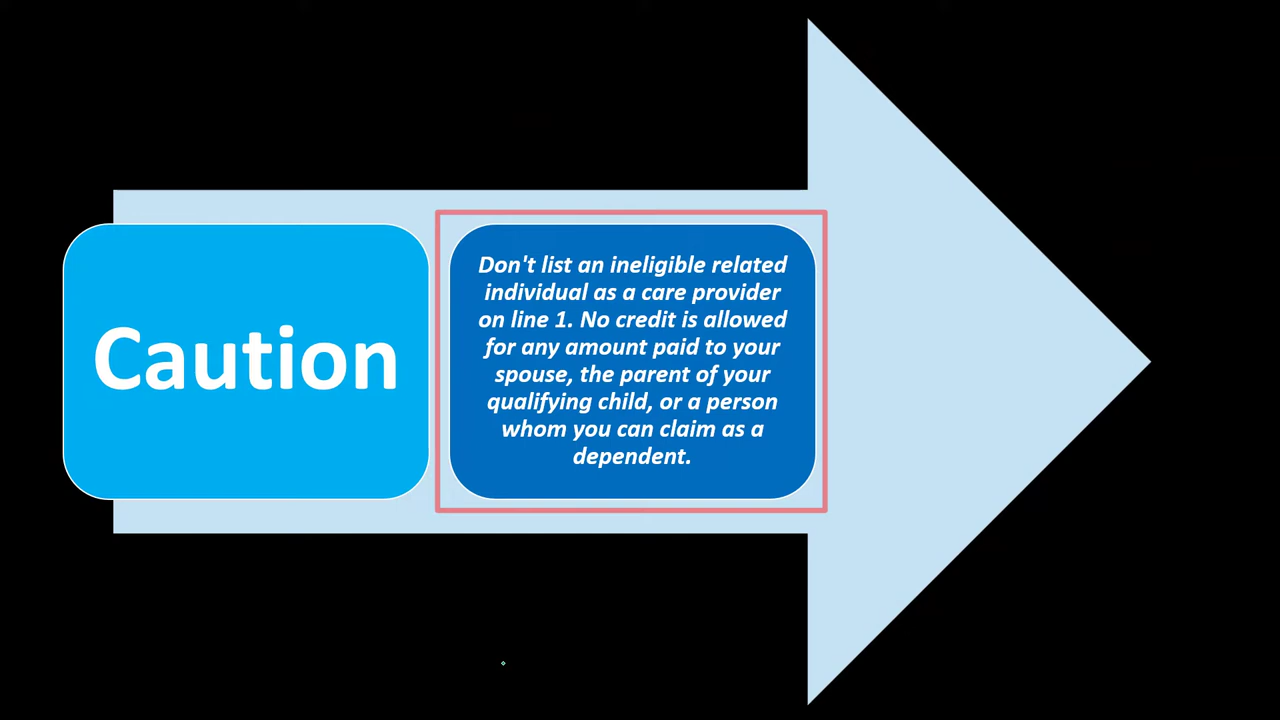 Caution
Don't list an ineligible related
individual as a care provider
on line 1. No credit is allowed
for any amount paid to your
spouse, the parent of your
qualifying child, or a person
whom you can claim as a
dependent.